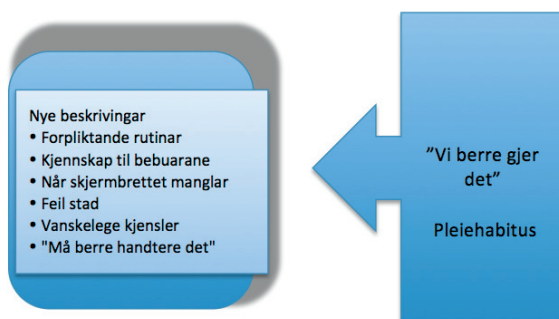 Nye beskrivingar
• Forpliktande rutinar
• Kjennskap til bebuarane
• Når skjermbrettet manglar
• Feil stad
• Vanskelege kjensler
• "Må berre handtere det"
”Vi berre gjer
det”
Pleiehabitus